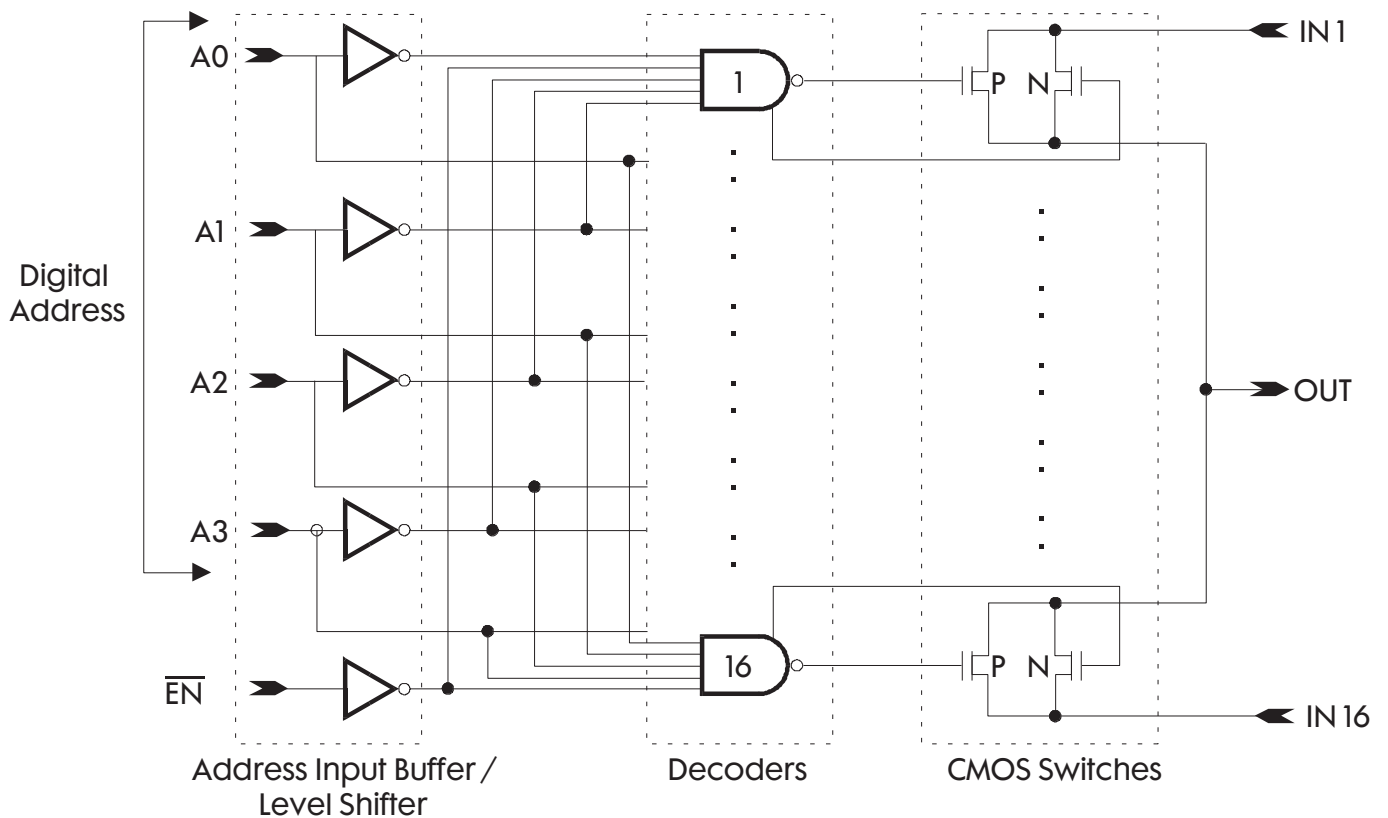 IN 1
A0
1
P N
A1
Digital
Address
A2
OUT
A3
P N
16
EN
IN 16
Address Input Buffer /
Level Shifter
Decoders
CMOS Switches